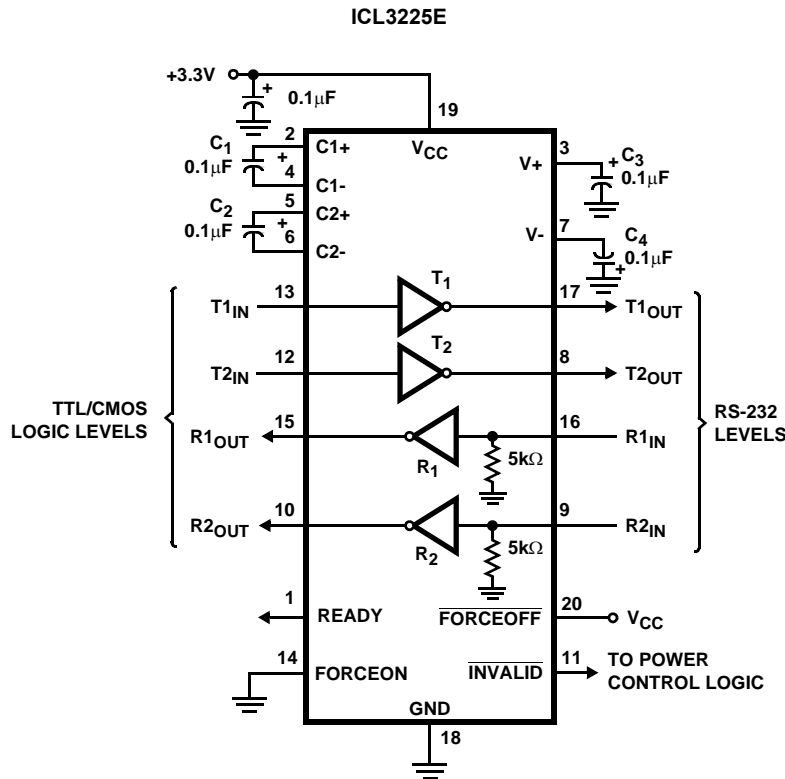 ICL3225E
+3.3V
+
0.1µF
19
2
C1+
VCC
3
C1
0.1µF
+
4
C1-
V+
+
C3
0.1µF
5
C2+
C2
0.1µF
+
6
C2-
7
V-
C4
0.1µF
+
T1
T1IN
13
17
T1OUT
T2
T2IN
12
8
T2OUT
TTL/CMOS
LOGIC LEVELS
RS-232
LEVELS
R1OUT
15
16
R1IN
R1
5kΩ
R2OUT
10
9
R2IN
R2
5kΩ
1
READY
FORCEOFF
20
VCC
14
FORCEON
INVALID
11
TO POWER
CONTROL LOGIC
GND
18